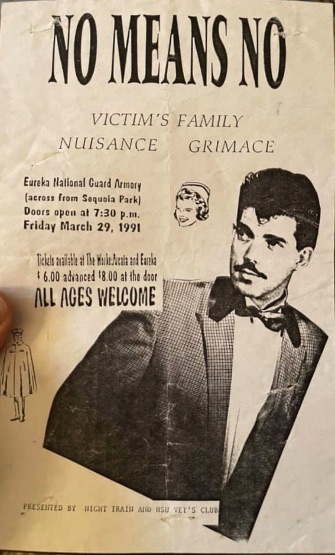 NO MEANS NO
VICTIM'S FAMILY
NUISANCE GRIMACE
Eureka National Guard Armory
(across from Sequoia Park)
Doors open at 7:30 p.m.
Friday March 29, 1991
Tickets available at The Works/Arcata and Eureka
$6.00 advanced $8.00 at the door
ALL AGES WELCOME
PRESENTED BY NIGHT TRAIN AND HSU VET'S CLUB